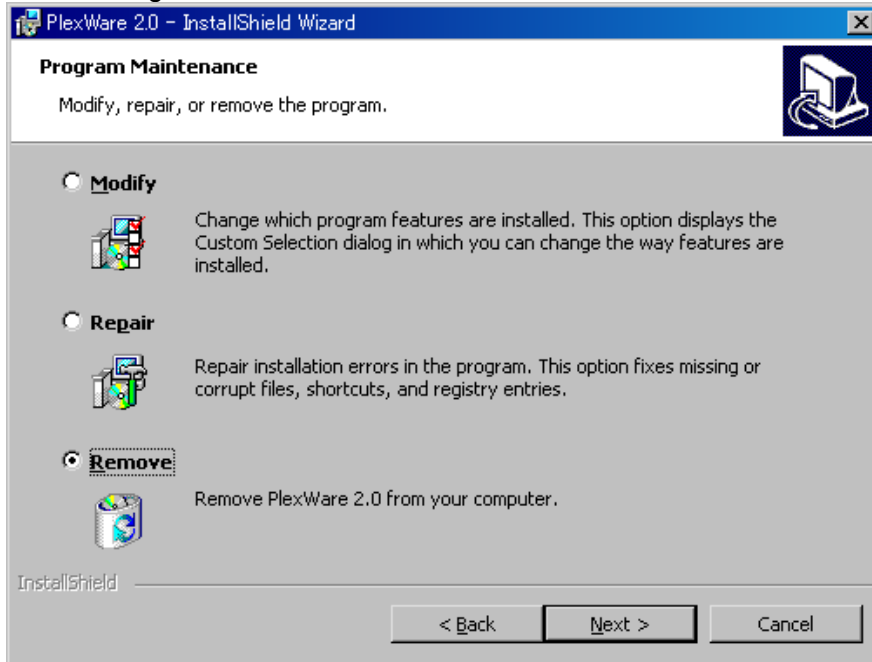 PlexWare 2.0 - InstallShield Wizard
Program Maintenance
Modify, repair, or remove the program.
Modify
Change which program features are installed. This option displays the
Custom Selection dialog in which you can change the way features are
installed.
Repair
Repair installation errors in the program. This option fixes missing or
corrupt files, shortcuts, and registry entries.
Remove
Remove PlexWare 2.0 from your computer.
InstallShield
< Back Next > Cancel